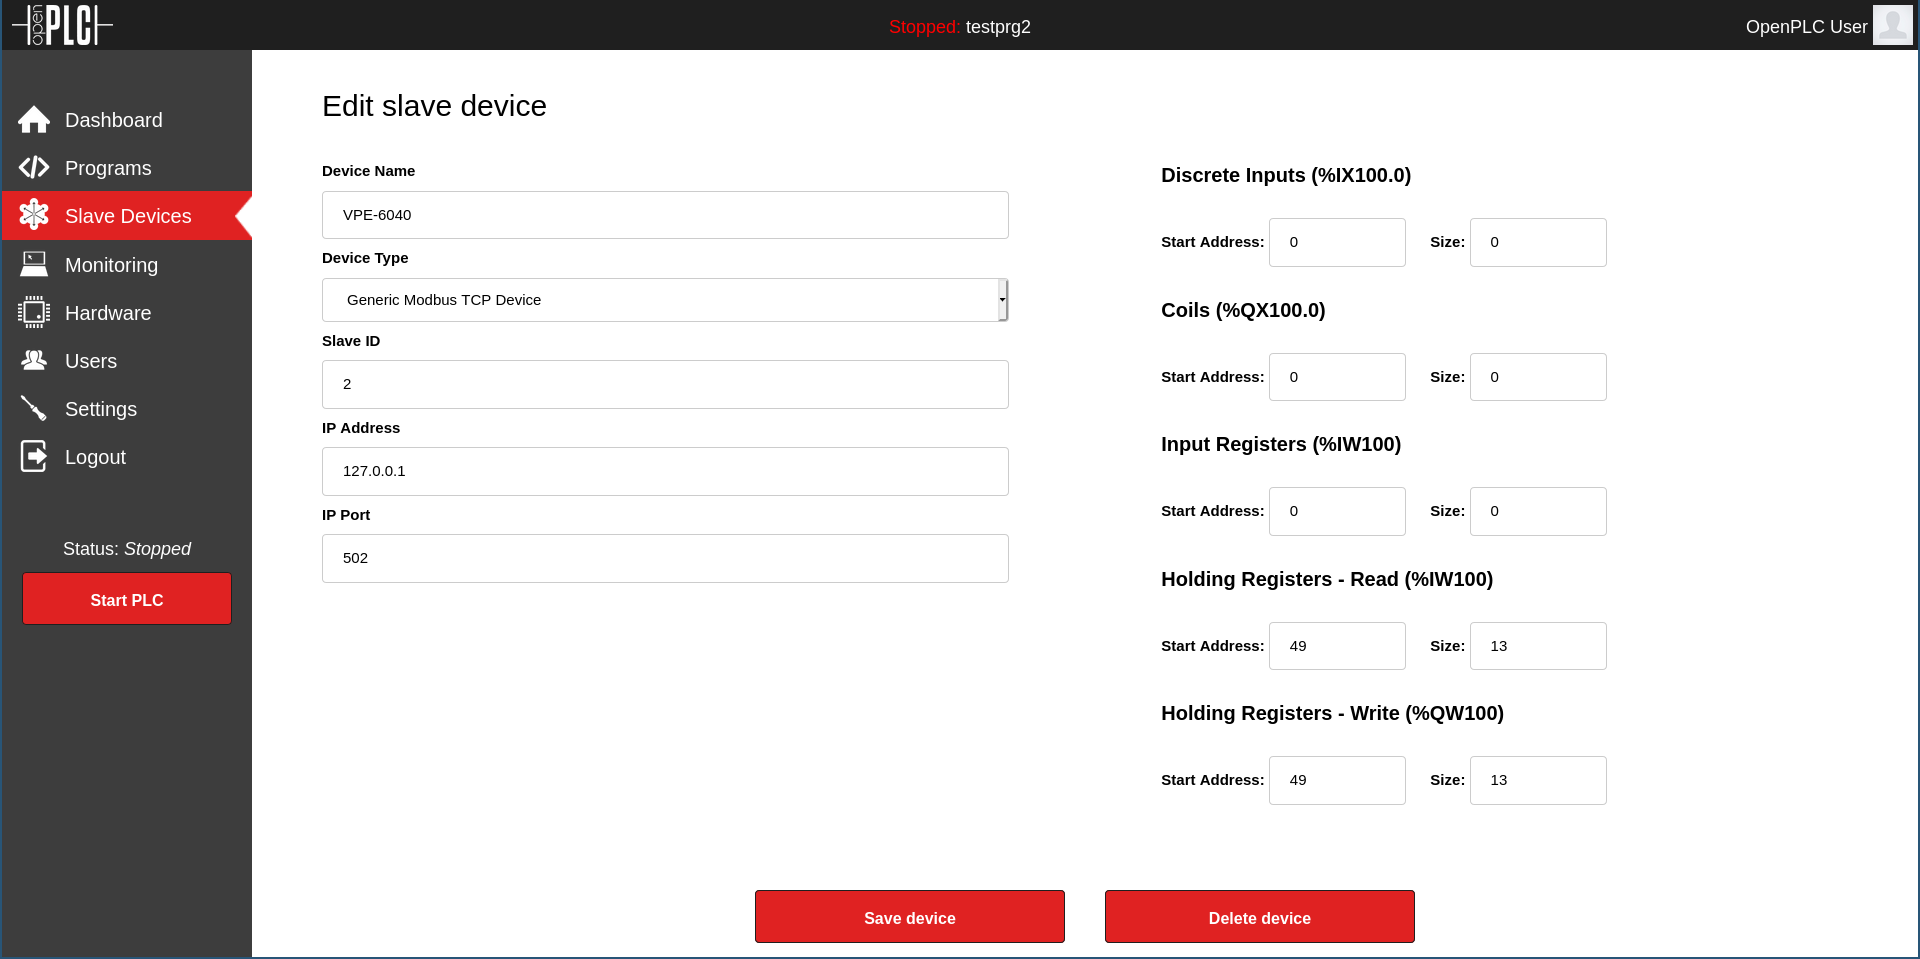 open PLC
Stopped: testprg2
OpenPLC User
Dashboard
Programs
Slave Devices
Monitoring
Hardware
Users
Settings
Logout
Status: Stopped
Start PLC
Edit slave device
Device Name
VPE-6040
Device Type
Generic Modbus TCP Device
Slave ID
2
IP Address
127.0.0.1
IP Port
502
Discrete Inputs (%IX100.0)
Start Address: 0 Size: 0
Coils (%QX100.0)
Start Address: 0 Size: 0
Input Registers (%IW100)
Start Address: 0 Size: 0
Holding Registers - Read (%IW100)
Start Address: 49 Size: 13
Holding Registers - Write (%QW100)
Start Address: 49 Size: 13
Save device
Delete device